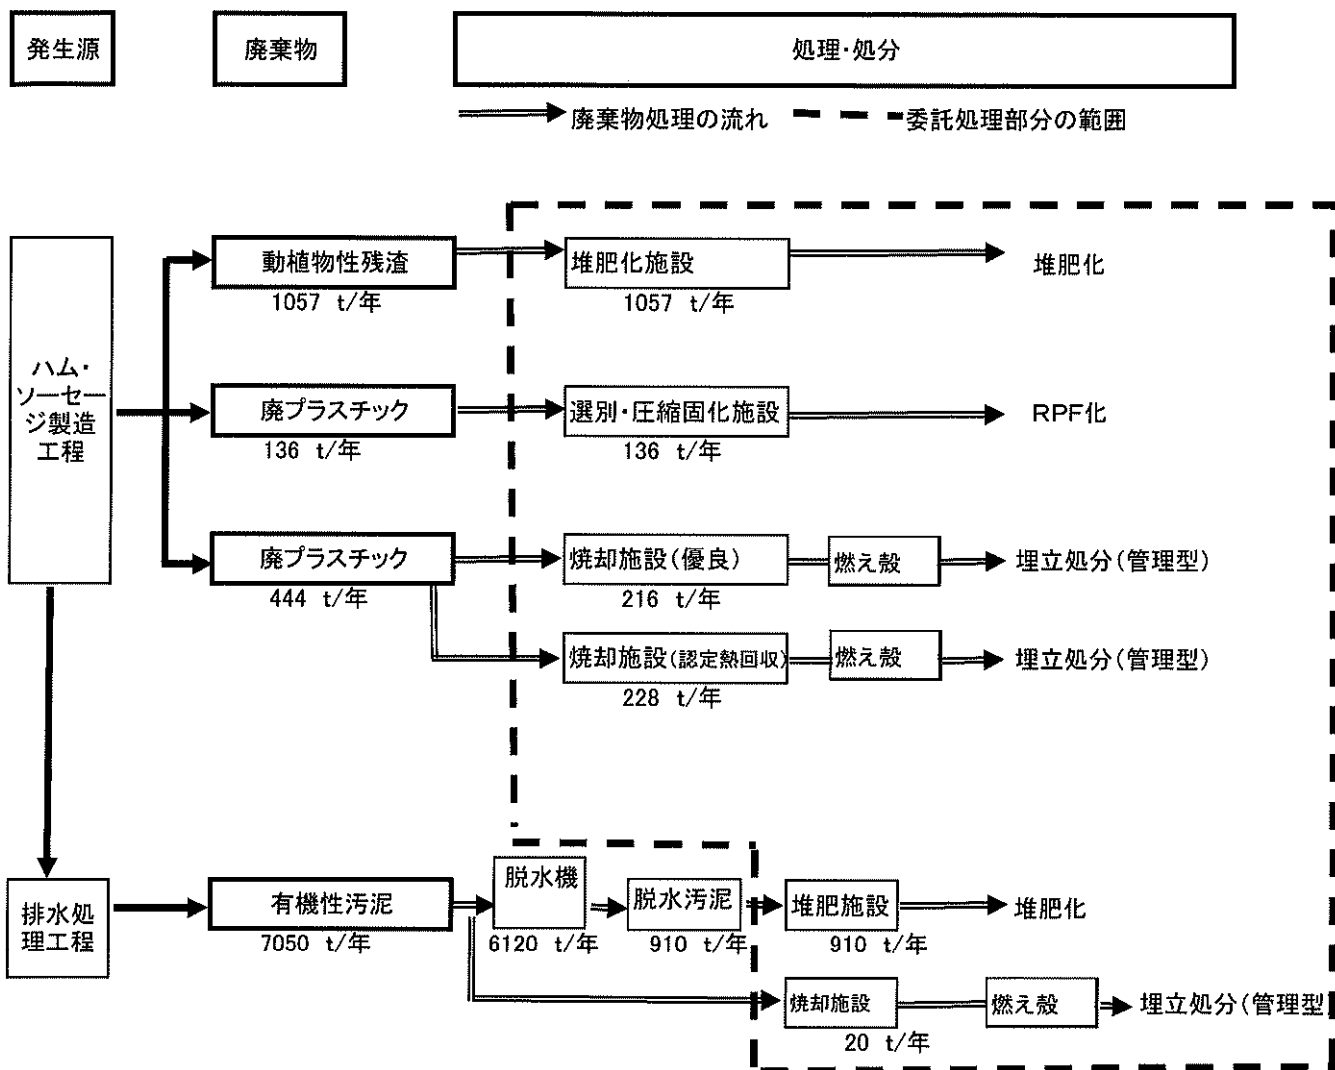 発生源
廃棄物
処理・処分
廃棄物処理の流れ
委託処理部分の範囲
ハム・
ソーセー
ジ製造
工程
動植物性残渣
1057 t/年
堆肥化施設
1057 t/年
堆肥化
廃プラスチック
136 t/年
選別・圧縮固化施設
136 t/年
RPF化
廃プラスチック
444 t/年
焼却施設(優良)
216 t/年
燃え殻
埋立処分(管理型)
焼却施設(認定熱回収)
228 t/年
燃え殻
埋立処分(管理型)
排水処
理工程
有機性汚泥
7050 t/年
脱水機
6120 t/年
脱水汚泥
910 t/年
堆肥施設
910 t/年
堆肥化
焼却施設
20 t/年
燃え殻
埋立処分(管理型